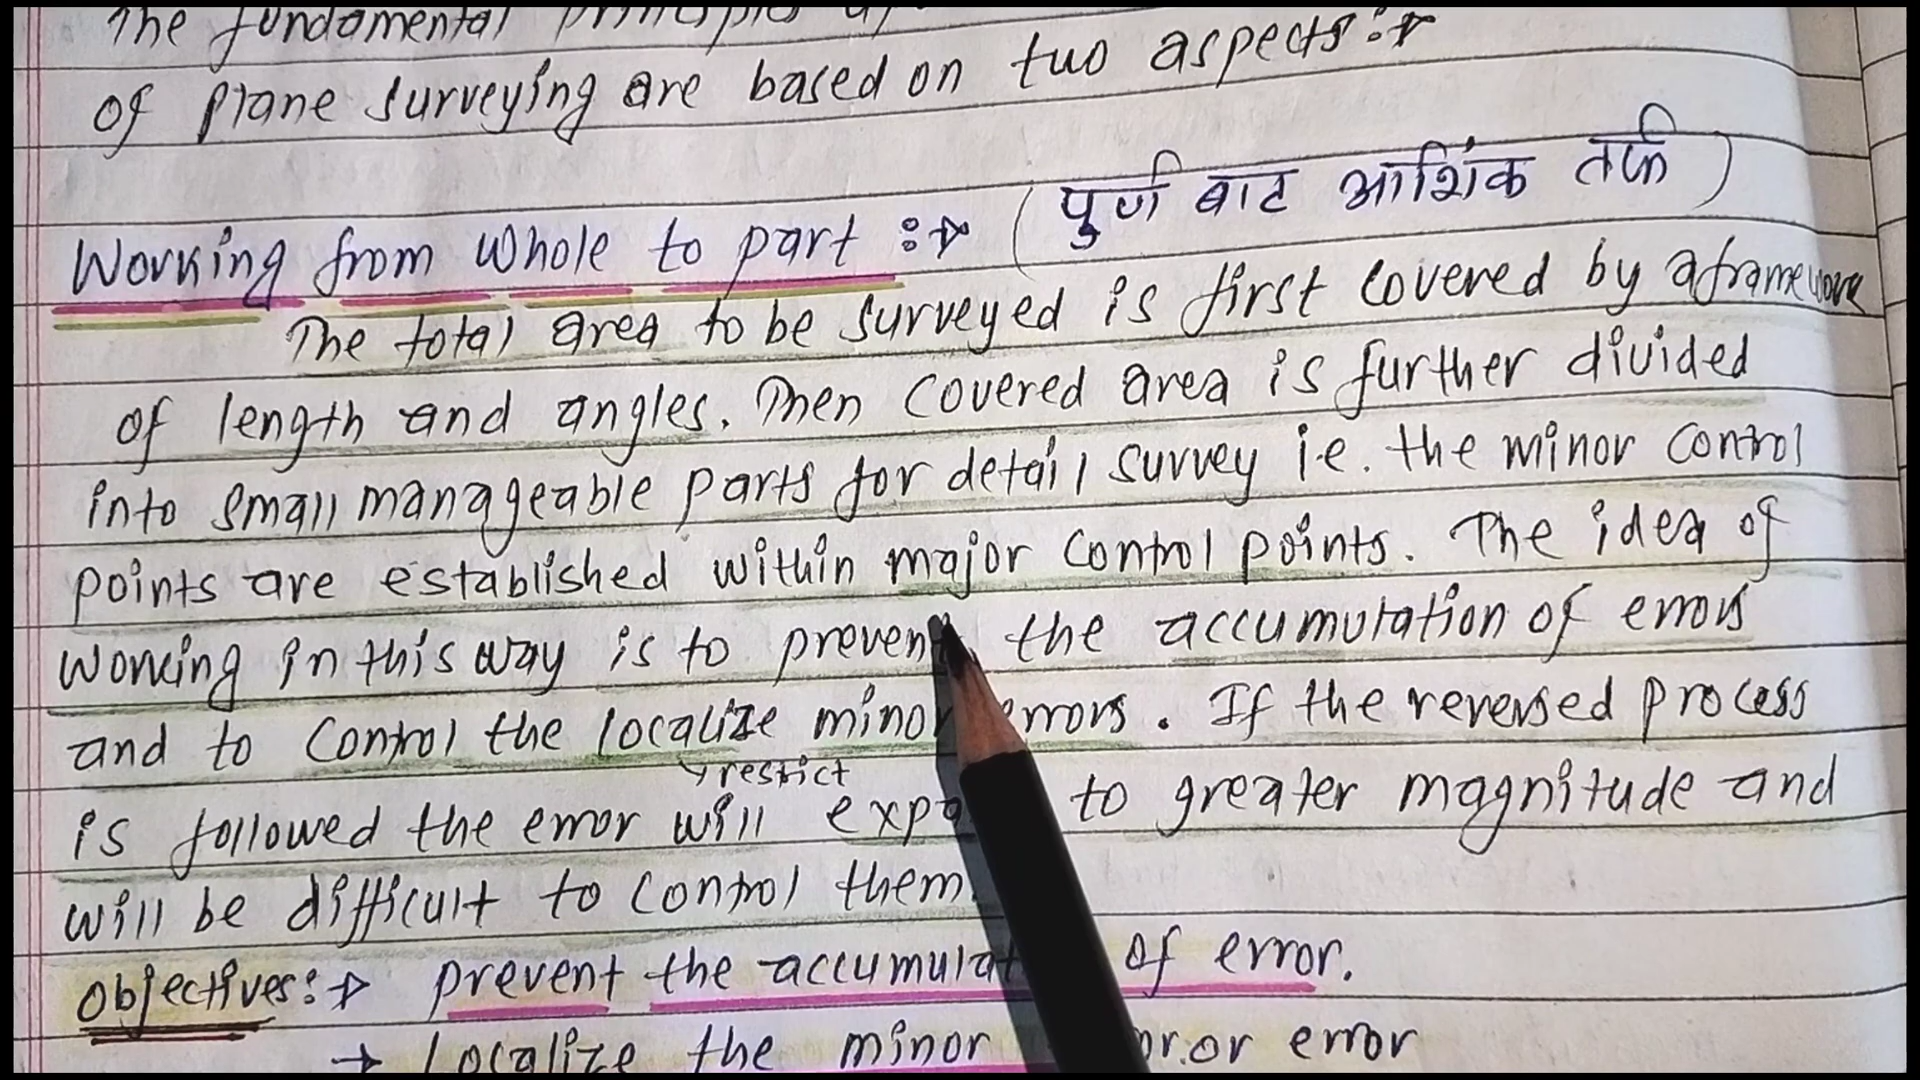 The fundamental principles
of plane surveying are based on two aspects:→
(पुर्ण बाट आशिंक तर्फ)
Working from whole to part :→
The total area to be surveyed is first covered by a framework
of length and angles. Then covered area is further divided
into small manageable parts for detail survey i.e. the minor control
points are established within major control points. The idea of
working in this way is to prevent the accumulation of errors
and to control the localize minor errors. If the reversed process
→restrict
is followed the error will to greater magnitude and
will be difficult to control them.
Objectives:→ prevent the of error.
→ Localize the minor or error